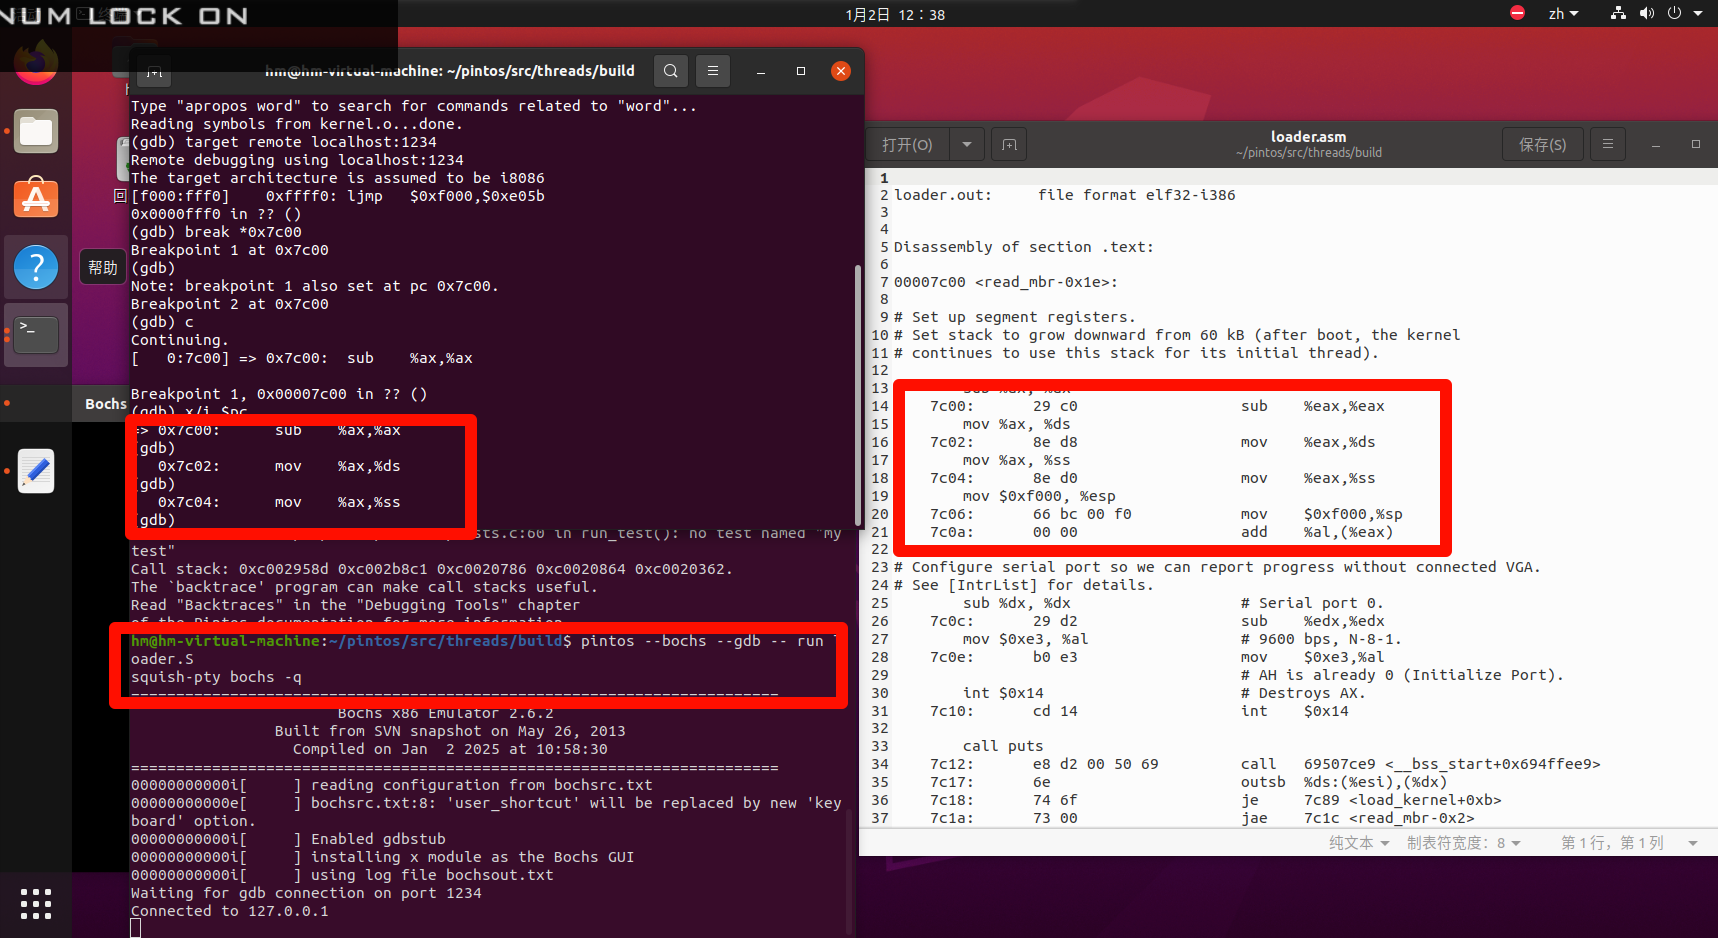 NUM LOCK ON
1月2日 12：38
zh
hm@hm-virtual-machine: ~/pintos/src/threads/build
Type "apropos word" to search for commands related to "word"...
Reading symbols from kernel.o...done.
(gdb) target remote localhost:1234
Remote debugging using localhost:1234
The target architecture is assumed to be i8086
[f000:fff0]    0xffff0: ljmp   $0xf000,$0xe05b
0x0000fff0 in ?? ()
(gdb) break *0x7c00
Breakpoint 1 at 0x7c00
(gdb)
Note: breakpoint 1 also set at pc 0x7c00.
Breakpoint 2 at 0x7c00
(gdb) c
Continuing.
[   0:7c00] => 0x7c00:  sub    %ax,%ax
Breakpoint 1, 0x00007c00 in ?? ()
(gdb) x/i $pc
=> 0x7c00:      sub    %ax,%ax
(gdb)
   0x7c02:      mov    %ax,%ds
(gdb)
   0x7c04:      mov    %ax,%ss
(gdb)
帮助
回
Bochs
sts.c:60 in run_test(): no test named "my
test"
Call stack: 0xc002958d 0xc002b8c1 0xc0020786 0xc0020864 0xc0020362.
The `backtrace' program can make call stacks useful.
Read "Backtraces" in the "Debugging Tools" chapter
of the Pintos documentation for more information.
hm@hm-virtual-machine:~/pintos/src/threads/build$ pintos --bochs --gdb -- run l
oader.S
squish-pty bochs -q
========================================================================
Bochs x86 Emulator 2.6.2
Built from SVN snapshot on May 26, 2013
Compiled on Jan  2 2025 at 10:58:30
========================================================================
00000000000i[     ] reading configuration from bochsrc.txt
00000000000e[     ] bochsrc.txt:8: 'user_shortcut' will be replaced by new 'key
board' option.
00000000000i[     ] Enabled gdbstub
00000000000i[     ] installing x module as the Bochs GUI
00000000000i[     ] using log file bochsout.txt
Waiting for gdb connection on port 1234
Connected to 127.0.0.1
打开(O)
loader.asm
~/pintos/src/threads/build
保存(S)
1
2 loader.out:     file format elf32-i386
3
4
5 Disassembly of section .text:
6
7 00007c00 <read_mbr-0x1e>:
8
9 # Set up segment registers.
10 # Set stack to grow downward from 60 kB (after boot, the kernel
11 # continues to use this stack for its initial thread).
12
13 sub %ax, %ax
14     7c00:       29 c0                   sub    %eax,%eax
15         mov %ax, %ds
16     7c02:       8e d8                   mov    %eax,%ds
17         mov %ax, %ss
18     7c04:       8e d0                   mov    %eax,%ss
19         mov $0xf000, %esp
20     7c06:       66 bc 00 f0             mov    $0xf000,%sp
21     7c0a:       00 00                   add    %al,(%eax)
22
23 # Configure serial port so we can report progress without connected VGA.
24 # See [IntrList] for details.
25         sub %dx, %dx                    # Serial port 0.
26     7c0c:       29 d2                   sub    %edx,%edx
27         mov $0xe3, %al                  # 9600 bps, N-8-1.
28     7c0e:       b0 e3                   mov    $0xe3,%al
29                                         # AH is already 0 (Initialize Port).
30         int $0x14                       # Destroys AX.
31     7c10:       cd 14                   int    $0x14
32
33         call puts
34     7c12:       e8 d2 00 50 69          call   69507ce9 <__bss_start+0x694ffee9>
35     7c17:       6e                      outsb  %ds:(%esi),(%dx)
36     7c18:       74 6f                   je     7c89 <load_kernel+0xb>
37     7c1a:       73 00                   jae    7c1c <read_mbr-0x2>
纯文本
制表符宽度：8
第 1 行，第 1 列